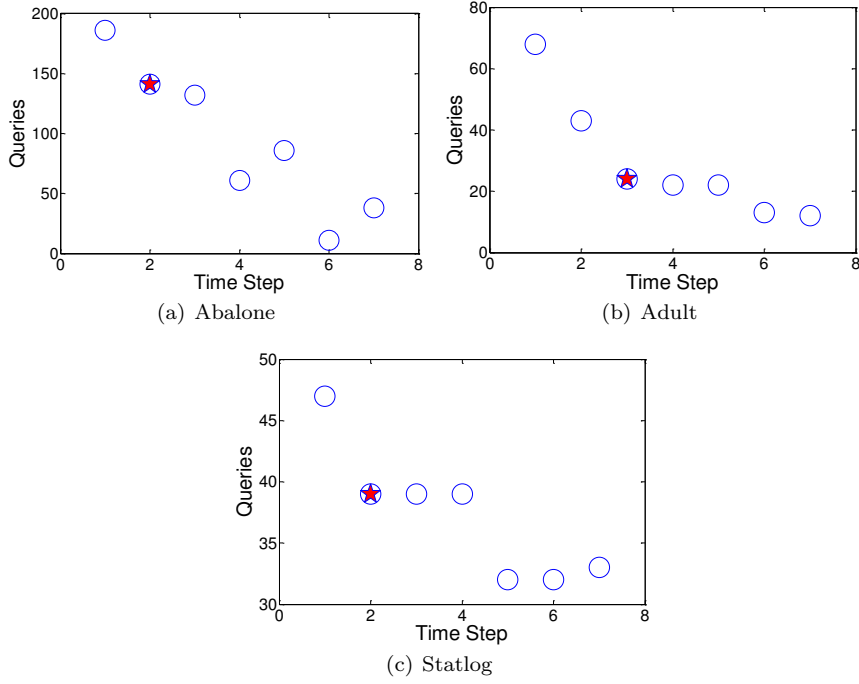 200
150
100
50
0
Queries
0 2 4 6 8
Time Step
(a) Abalone
80
60
40
20
0
Queries
0 2 4 6 8
Time Step
(b) Adult
50
45
40
35
30
Queries
0 2 4 6 8
Time Step
(c) Statlog